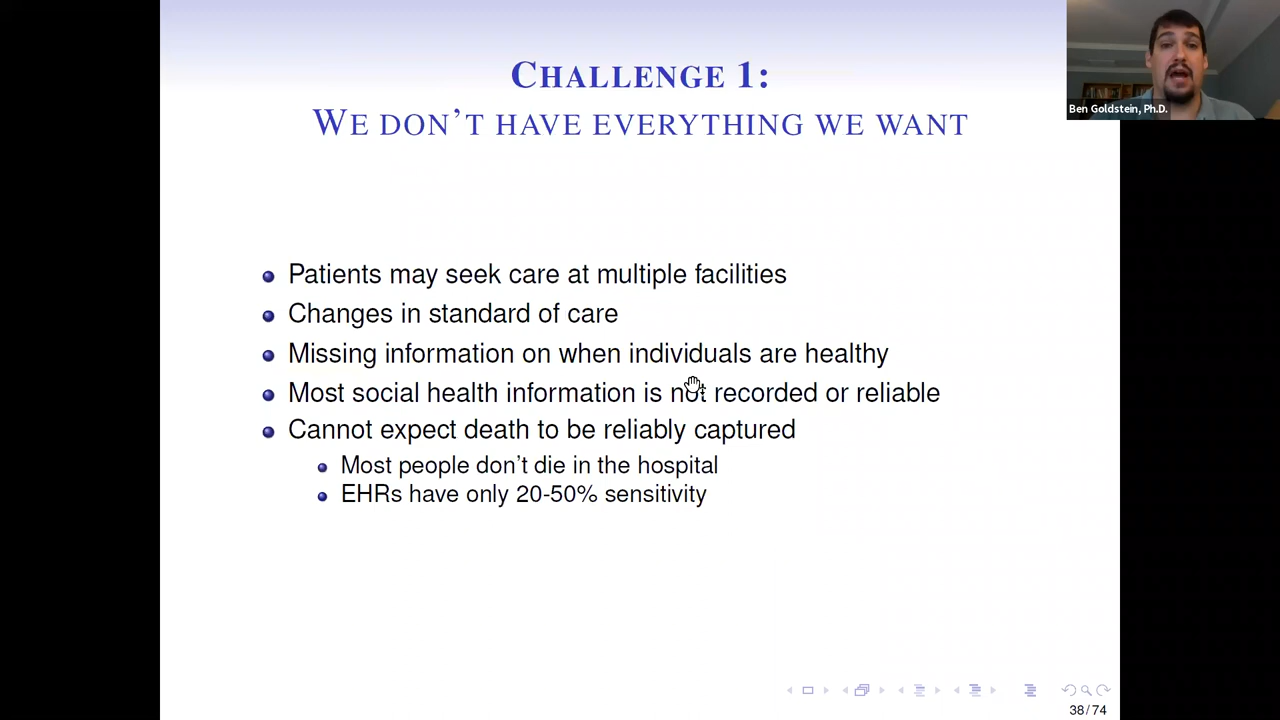 CHALLENGE 1:
WE DON'T HAVE EVERYTHING WE WANT
Ben Goldstein, Ph.D.
Patients may seek care at multiple facilities
Changes in standard of care
Missing information on when individuals are healthy
Most social health information is not recorded or reliable
Cannot expect death to be reliably captured
Most people don't die in the hospital
EHRs have only 20-50% sensitivity
38/74